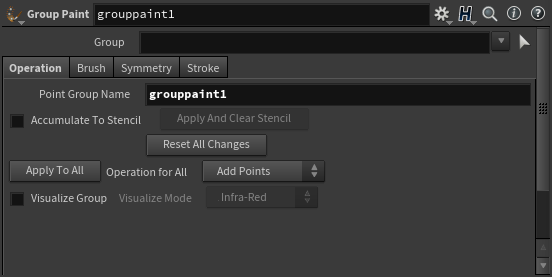 Group Paint grouppaint1
Group
Operation Brush Symmetry Stroke
Point Group Name grouppaint1
Accumulate To Stencil Apply And Clear Stencil
Reset All Changes
Apply To All Operation for All Add Points
Visualize Group Visualize Mode Infra-Red